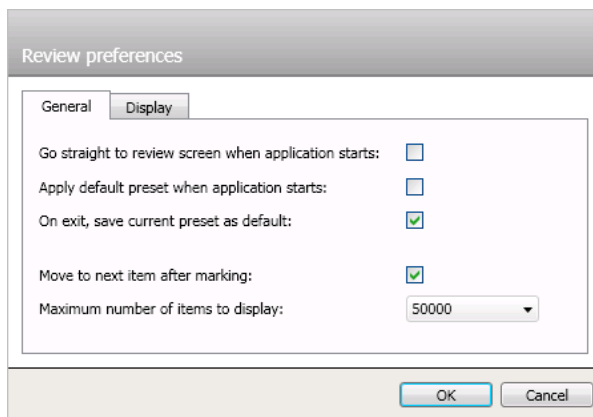 Review preferences
General
Display
Go straight to review screen when application starts:
Apply default preset when application starts:
On exit, save current preset as default:
Move to next item after marking:
Maximum number of items to display: 50000
OK
Cancel